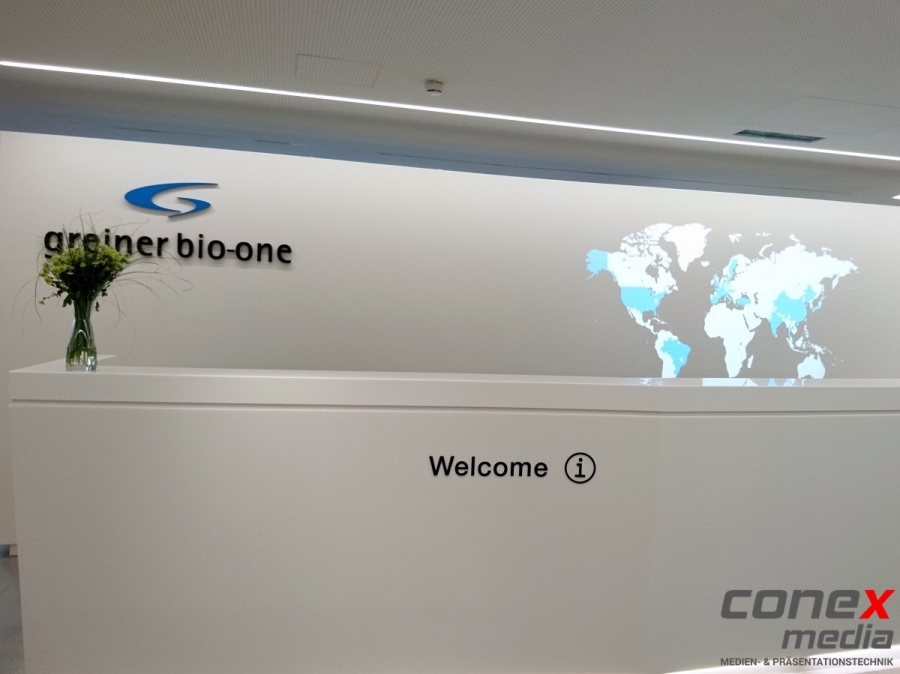 greiner bio-one
Welcome i
conex
media
MEDIEN- & PRÄSENTATIONSTECHNIK